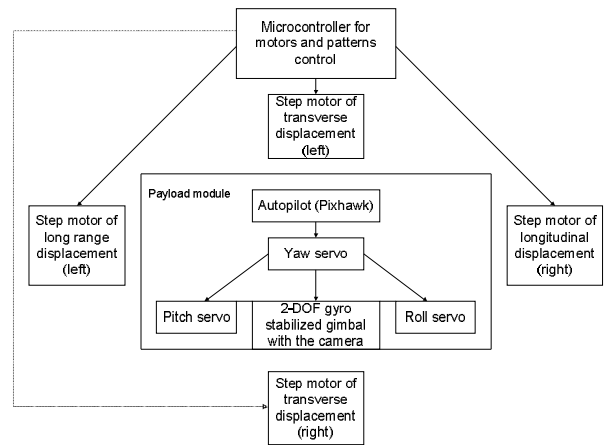 Microcontroller for
motors and patterns
control
Step motor of
transverse
displacement
(left)
Payload module
Autopilot (Pixhawk)
Step motor of
long range
displacement
(left)
Step motor of
longitudinal
displacement
(right)
Yaw servo
Pitch servo
2-DOF gyro
stabilized gimbal
with the camera
Roll servo
Step motor of
transverse
displacement
(right)